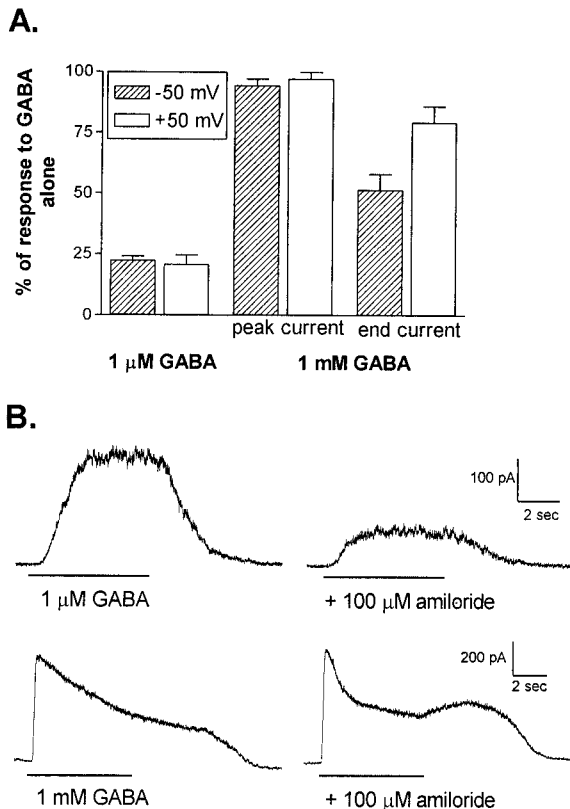 A.
% of response to GABA
alone
100
75
50
25
0
-50 mV
+50 mV
peak current
end current
1 μM GABA
1 mM GABA
B.
100 pA
2 sec
1 μM GABA
+ 100 μM amiloride
200 pA
2 sec
1 mM GABA
+ 100 μM amiloride